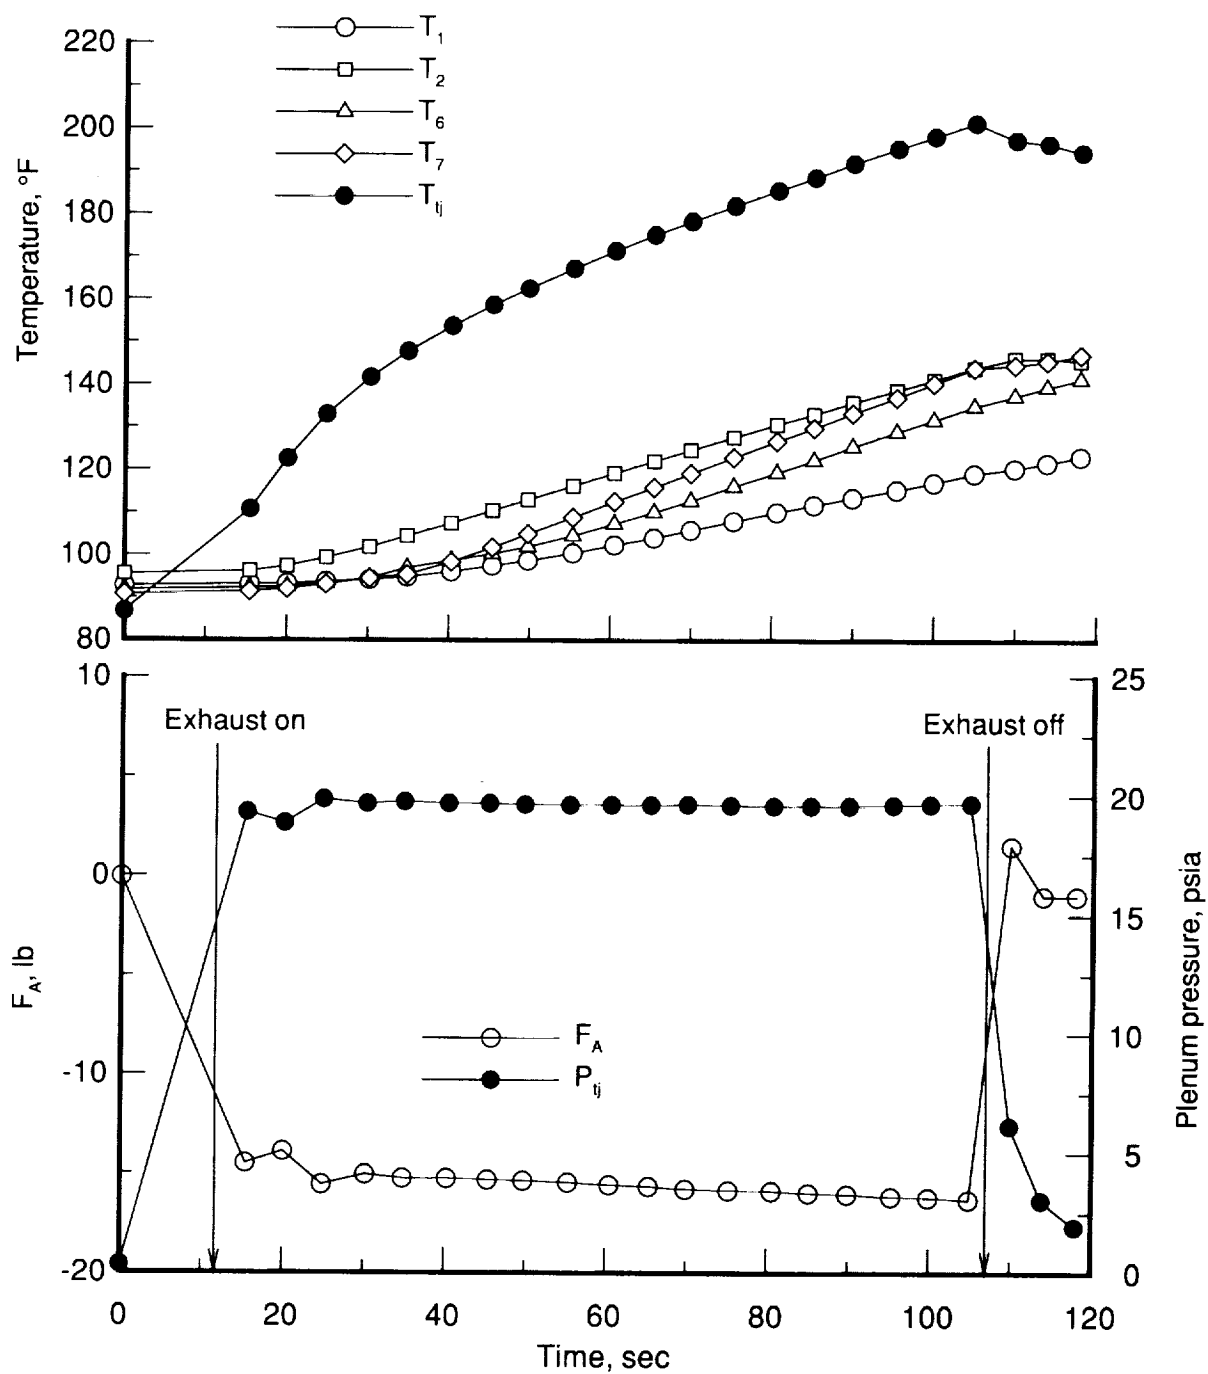 T1
T2
T6
T7
Ttj
220
200
180
160
140
120
100
80
Temperature, °F
10
0
-10
-20
FA, lb
Exhaust on
Exhaust off
25
20
15
10
5
0
Plenum pressure, psia
FA
Ptj
0 20 40 60 80 100 120
Time, sec